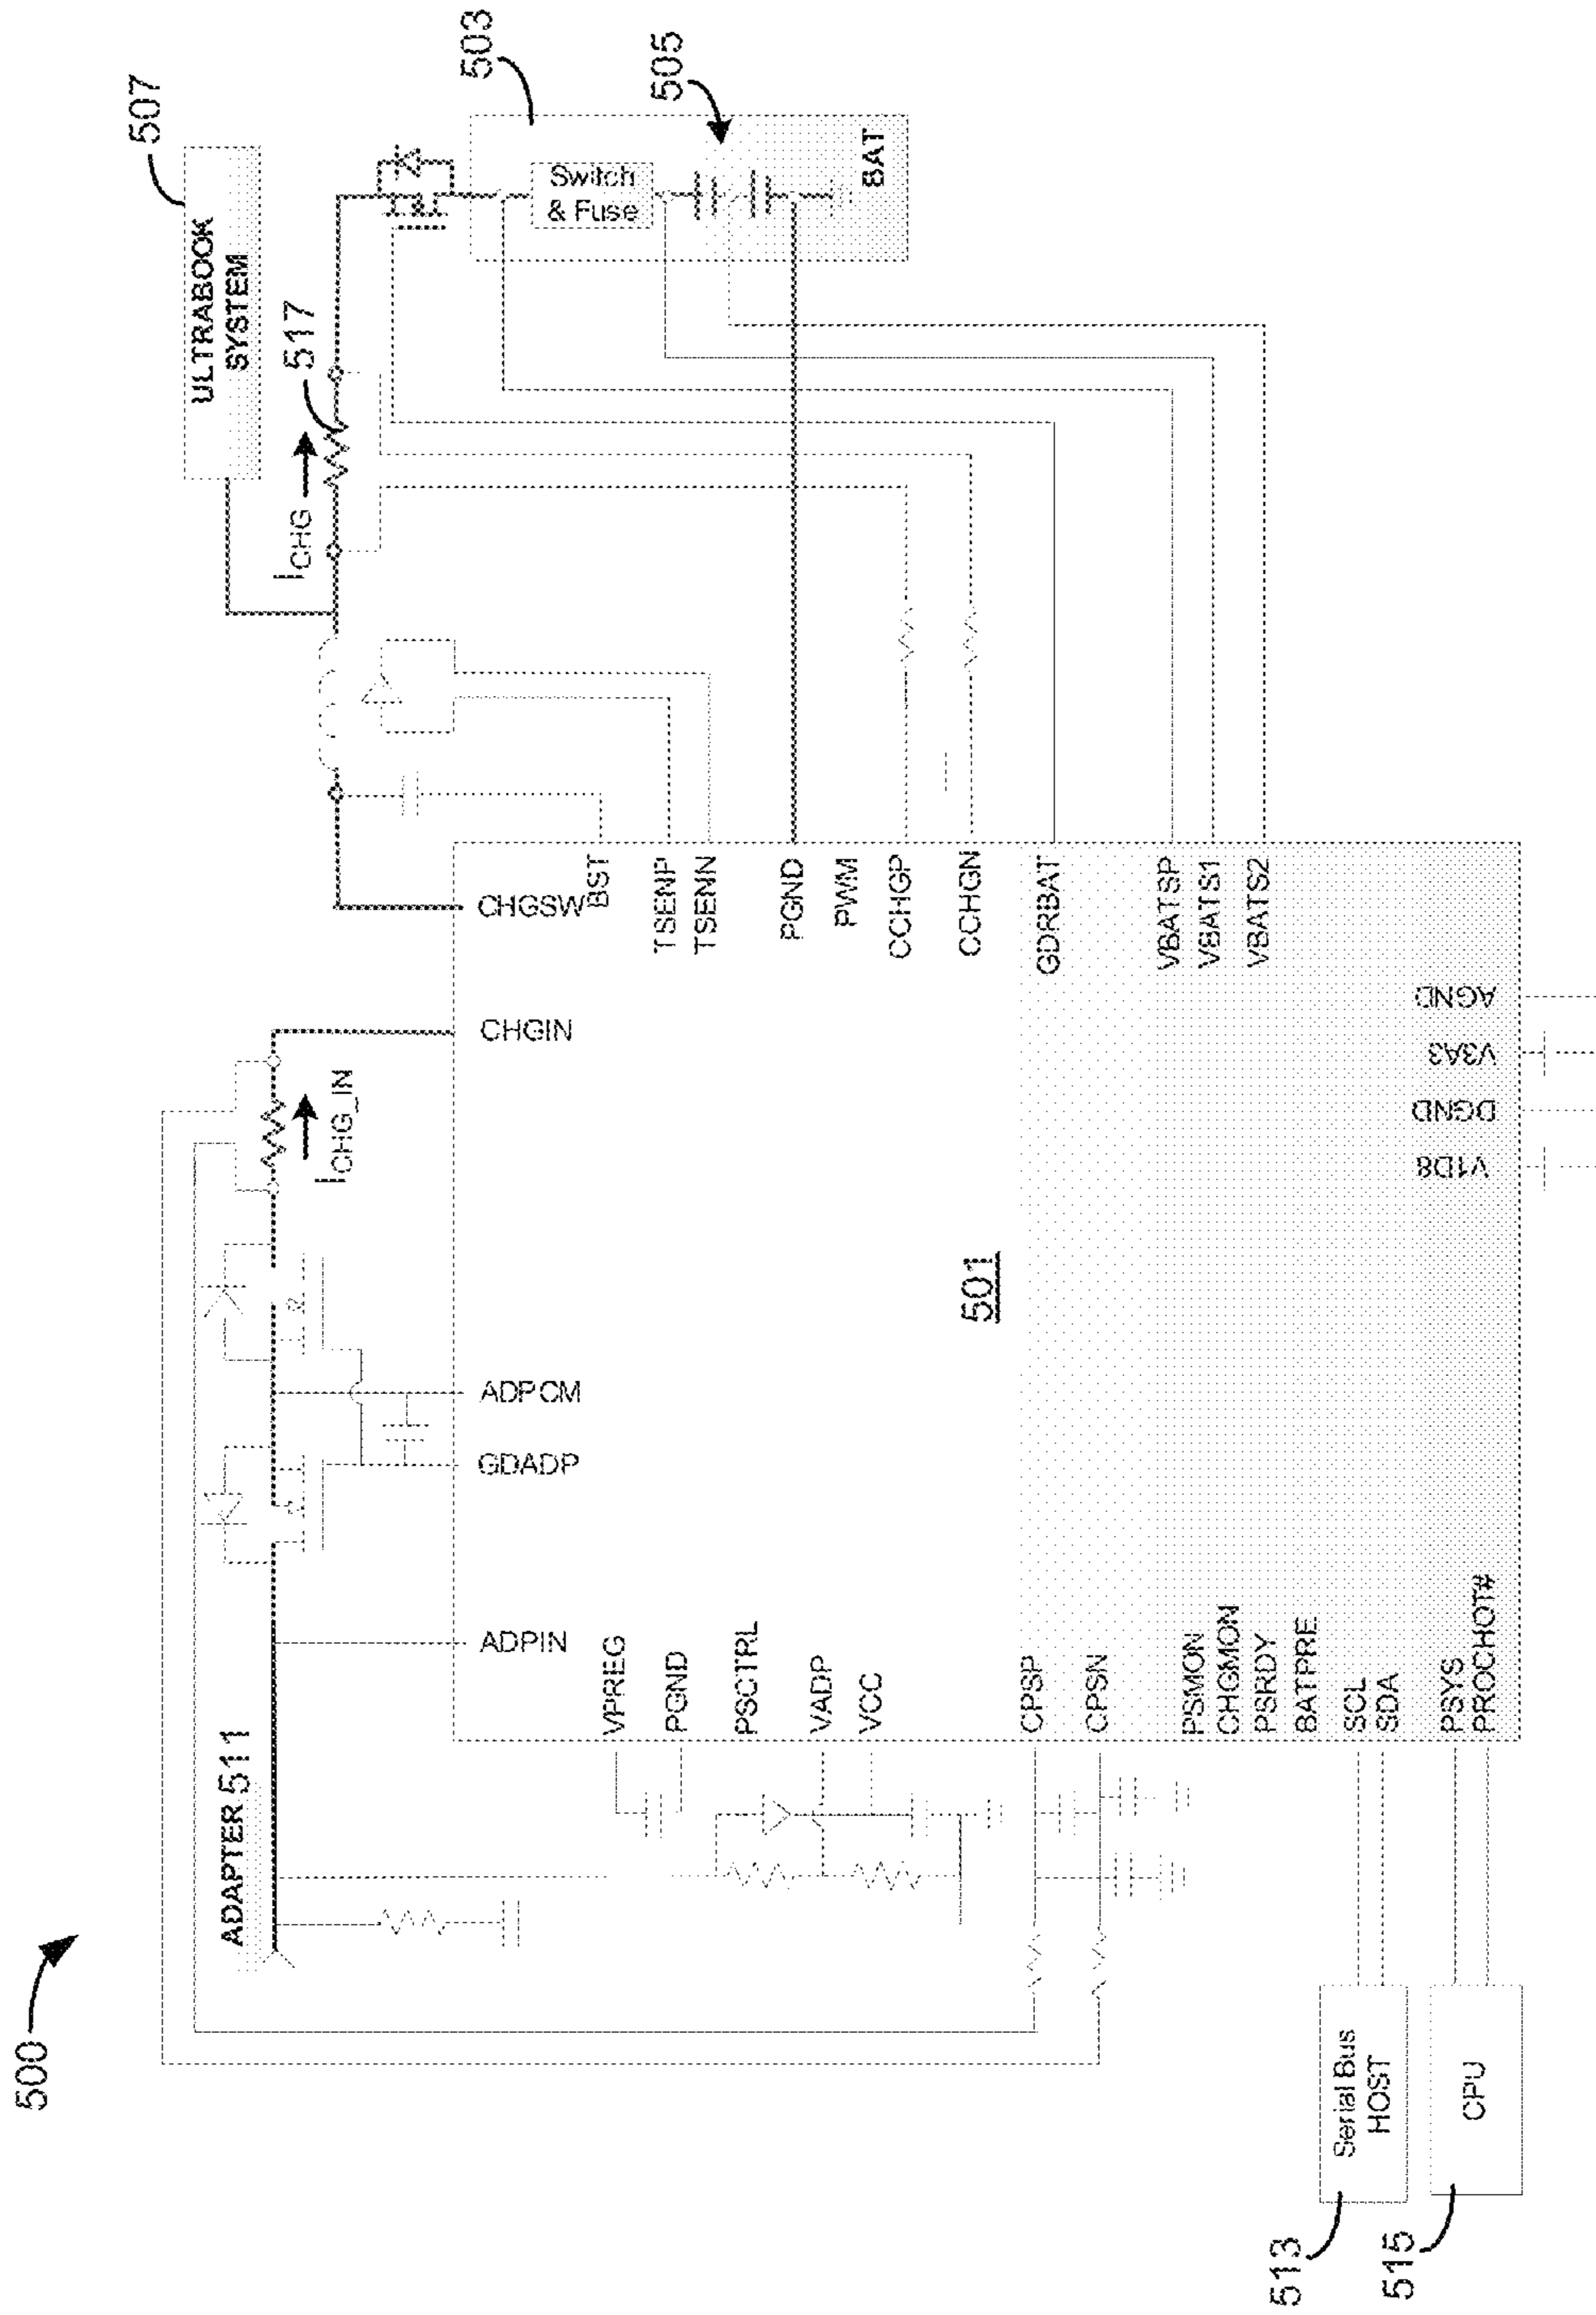 500
ADAPTER 511
ICHG_IN
ICHG
517
ULTRABOOK
SYSTEM
507
503
505
Switch
& Fuse
BAT
ADPIN
GDADP
ADPCM
CHGIN
CHGSW
BST
TSENP
TSENN
PGND
PWM
CCHGP
CCHGN
GDRBAT
VBATSP
VBATS1
VBATS2
VPREG
PGND
PSCTRL
VADP
VCC
CPSP
CPSN
PSMON
CHGMON
PSRDY
BATPRE
SCL
SDA
PSYS
PROCHOT#
501
V1D8
DGND
V3A3
AGND
Serial Bus
HOST
513
CPU
515